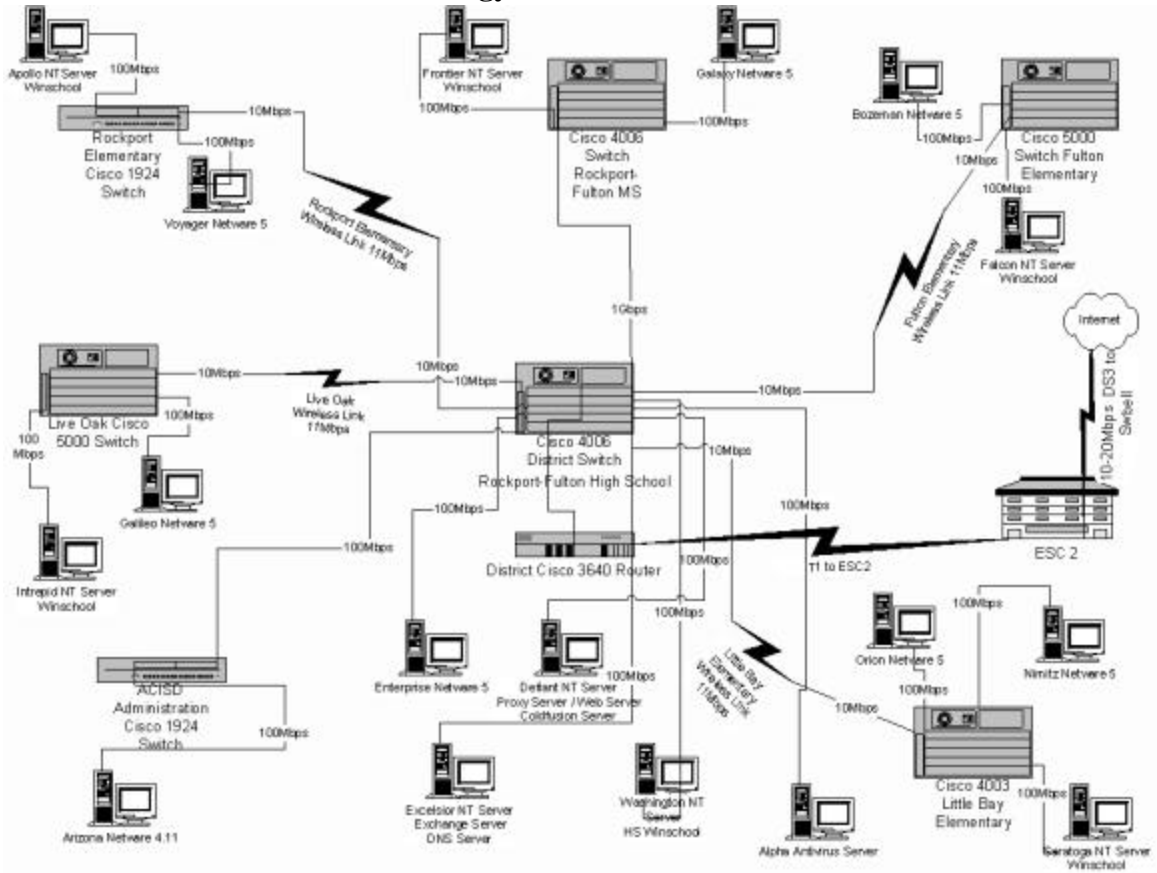 gy
Apollo NT Server
Winschool
100Mbps
10Mbps
Rockport
Elementary
Cisco 1924
Switch
100Mbps
Voyager Netware 5
Rockport Elementary
Wireless Link 11Mbps
Frontier NT Server
Winschool
100Mbps
Galaxy Netware 5
100Mbps
Cisco 4006
Switch
Rockport-
Fulton MS
1Gbps
Bozeman Netware 5
100Mbps
10Mbps
Cisco 5000
Switch Fulton
Elementary
100Mbps
Falcon NT Server
Winschool
Fulton Elementary
Wireless Link 11Mbps
Internet
10-20Mbps DS3 to
Swbell
ESC 2
T1 to ESC2
Live Oak Cisco
5000 Switch
10Mbps
Live Oak
Wireless Link
11Mbps
10Mbps
10Mbps
10Mbps
100Mbps
100
Mbps
Galileo Netware 5
Intrepid NT Server
Winschool
Cisco 4006
District Switch
Rockport-Fulton High School
10Mbps
100Mbps
100Mbps
100Mbps
District Cisco 3640 Router
100Mbps
100Mbps
100Mbps
Enterprise Netware 5
Defiant NT Server
Proxy Server / Web Server
Coldfusion Server
Little Bay
Elementary
Wireless Link
11Mbps
10Mbps
ACISD
Administration
Cisco 1924
Switch
100Mbps
Arizona Netware 4.11
Excelsior NT Server
Exchange Server
DNS Server
Washington NT
Server
HS Winschool
Alpha Antivirus Server
Orion Netware 5
100Mbps
100Mbps
Nimitz Netware 5
Cisco 4003
Little Bay
Elementary
100Mbps
Saratoga NT Server
Winschool